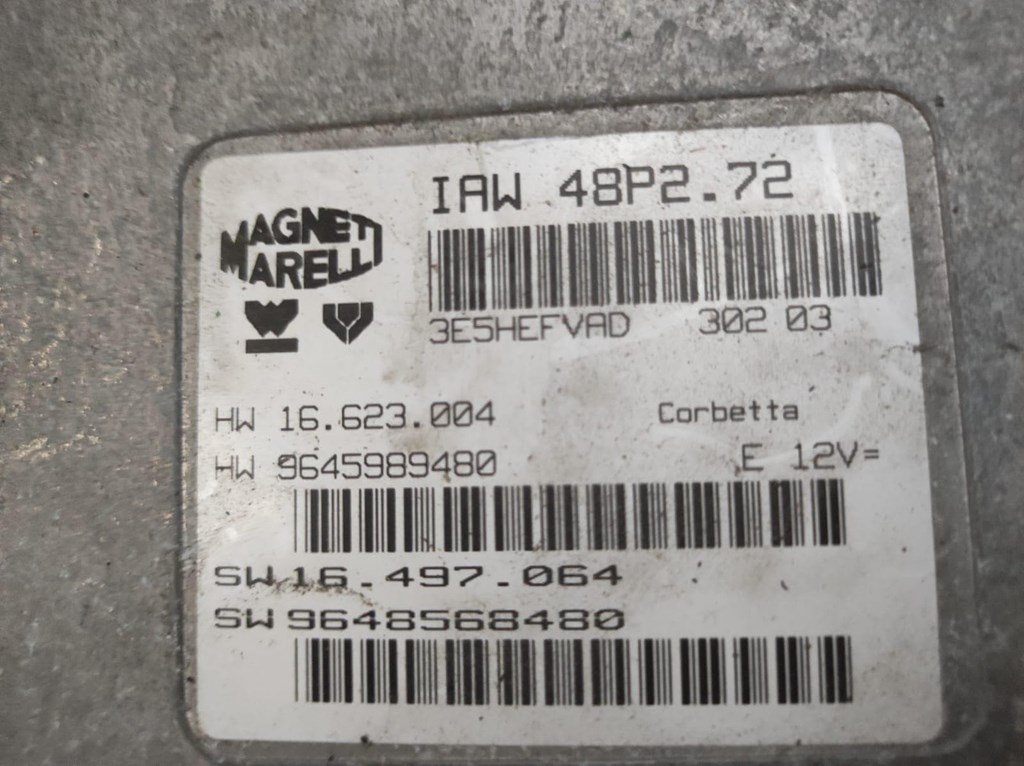 IAW 48P2.72
MAGNETI
MARELLI
3E5HEFVAD 302 03
HW 16.623.004 Corbetta
HW 9645989480 E 12V=
SW 16.497.064
SW 9648568480